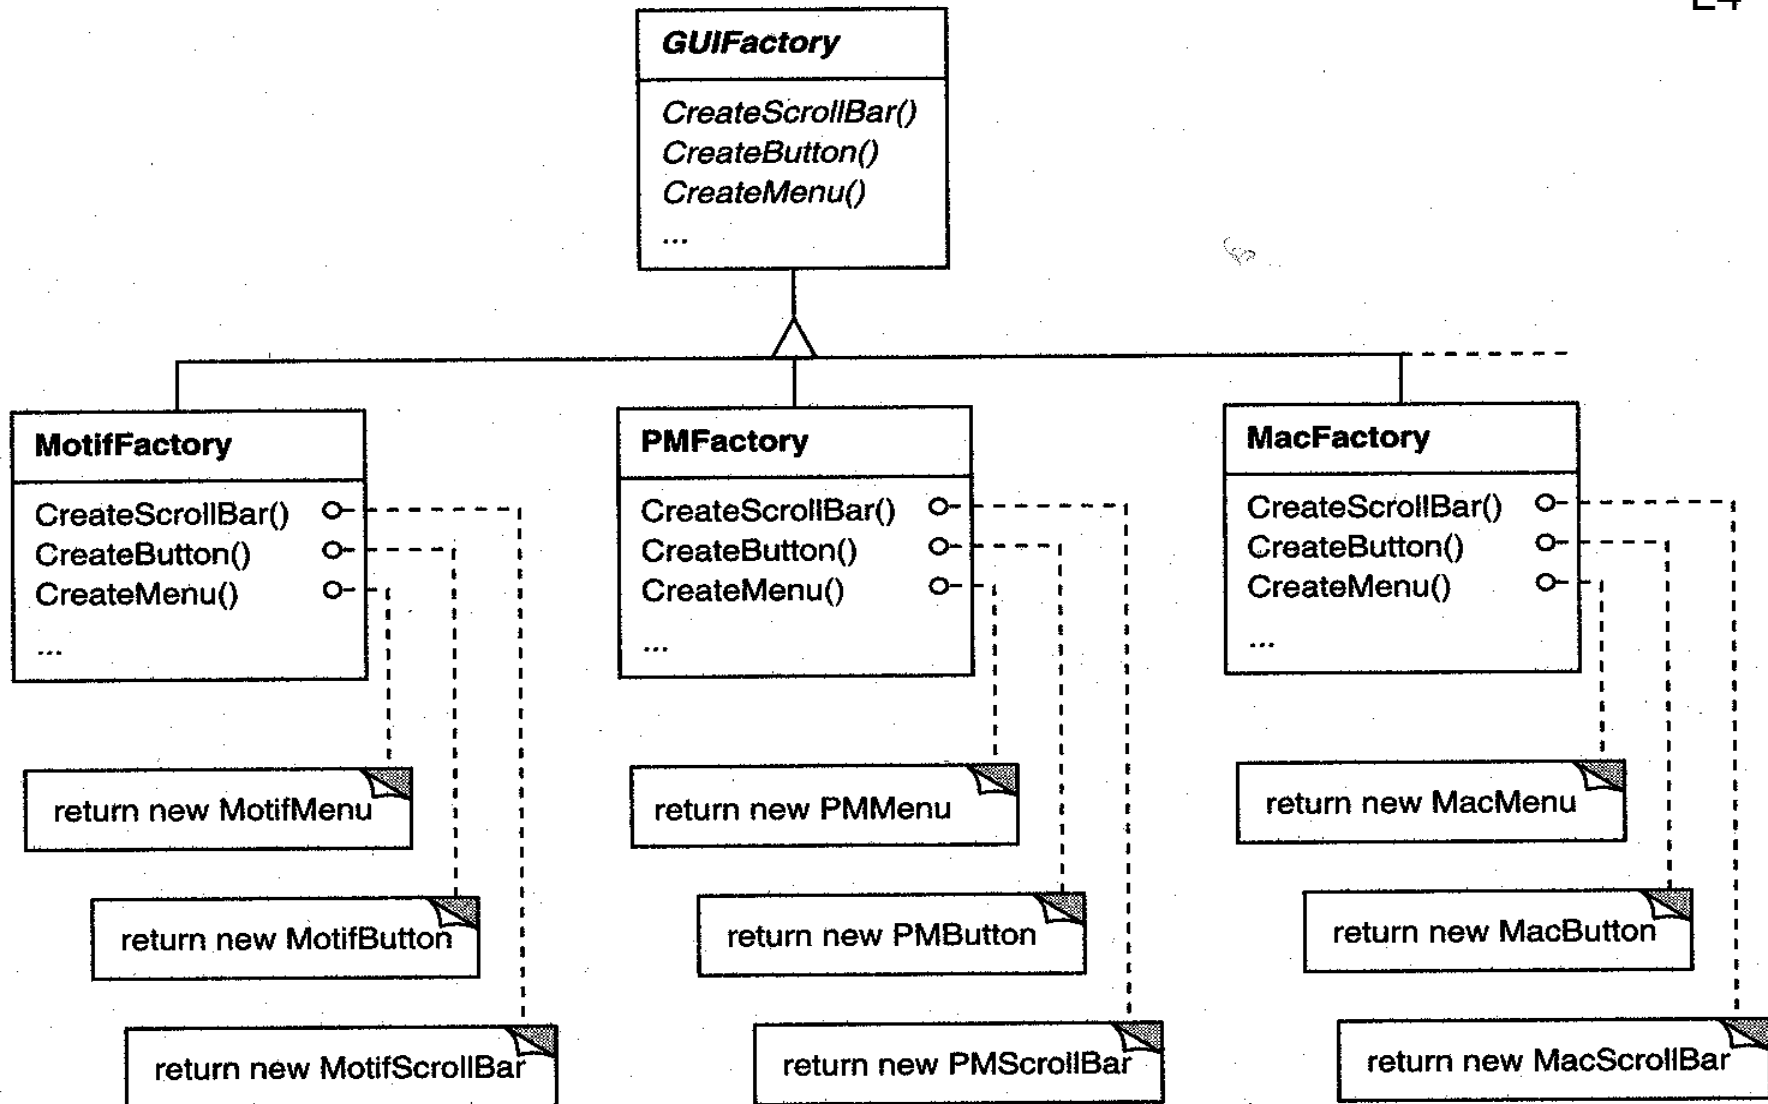 GUIFactory
CreateScrollBar()
CreateButton()
CreateMenu()
...
MotifFactory
CreateScrollBar()
CreateButton()
CreateMenu()
...
PMFactory
CreateScrollBar()
CreateButton()
CreateMenu()
...
MacFactory
CreateScrollBar()
CreateButton()
CreateMenu()
...
return new MotifMenu
return new PMMenu
return new MacMenu
return new MotifButton
return new PMButton
return new MacButton
return new MotifScrollBar
return new PMScrollBar
return new MacScrollBar